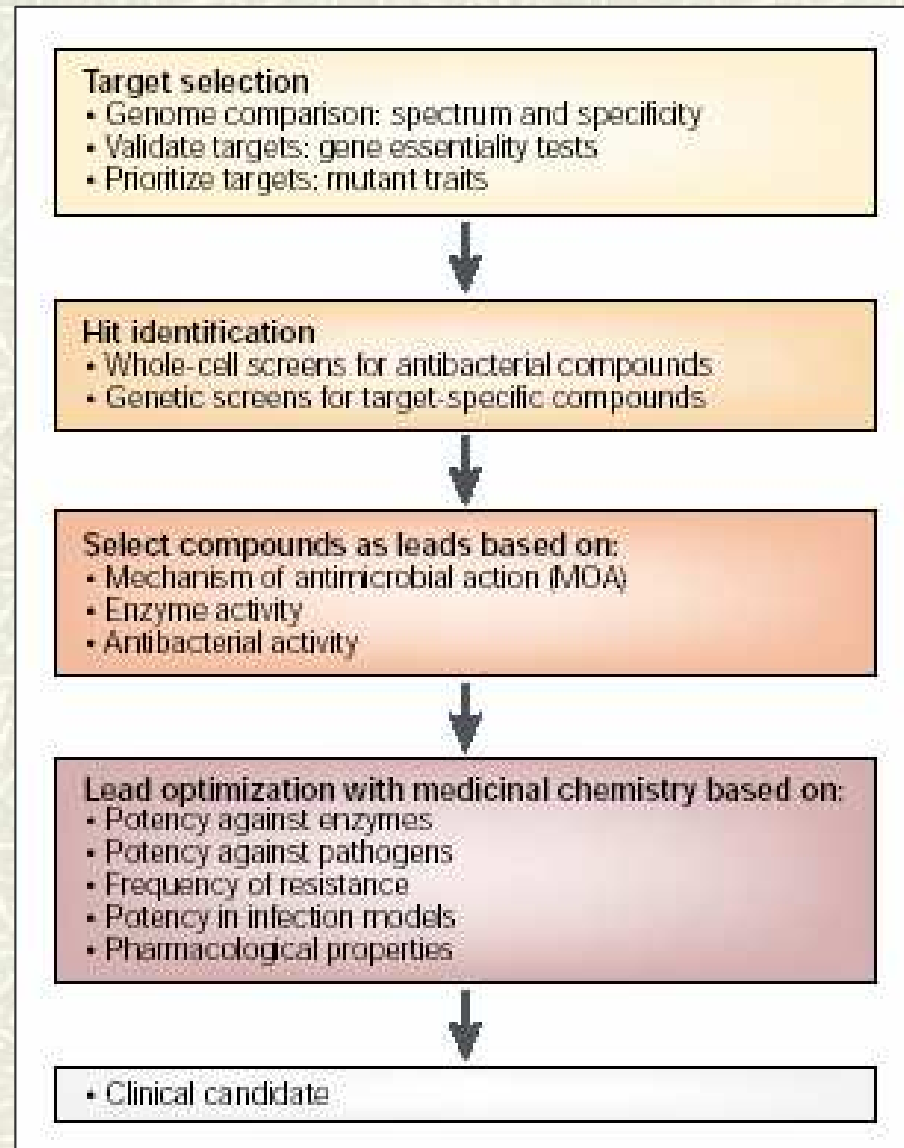 Target selection
• Genome comparison: spectrum and specificity
• Validate targets: gene essentiality tests
• Prioritize targets: mutant traits
Hit identification
• Whole-cell screens for antibacterial compounds
• Genetic screens for target-specific compounds
Select compounds as leads based on:
• Mechanism of antimicrobial action (MOA)
• Enzyme activity
• Antibacterial activity
Lead optimization with medicinal chemistry based on:
• Potency against enzymes
• Potency against pathogens
• Frequency of resistance
• Potency in infection models
• Pharmacological properties
• Clinical candidate